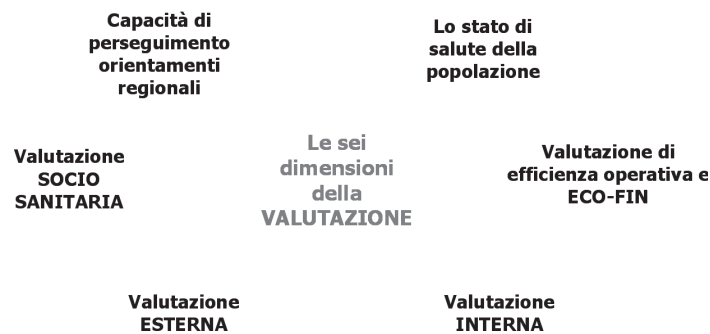 Capacità di
perseguimento
orientamenti
regionali
Lo stato di
salute della
popolazione
Valutazione
SOCIO
SANITARIA
Le sei
dimensioni
della
VALUTAZIONE
Valutazione di
efficienza operativa e
ECO-FIN
Valutazione
ESTERNA
Valutazione
INTERNA